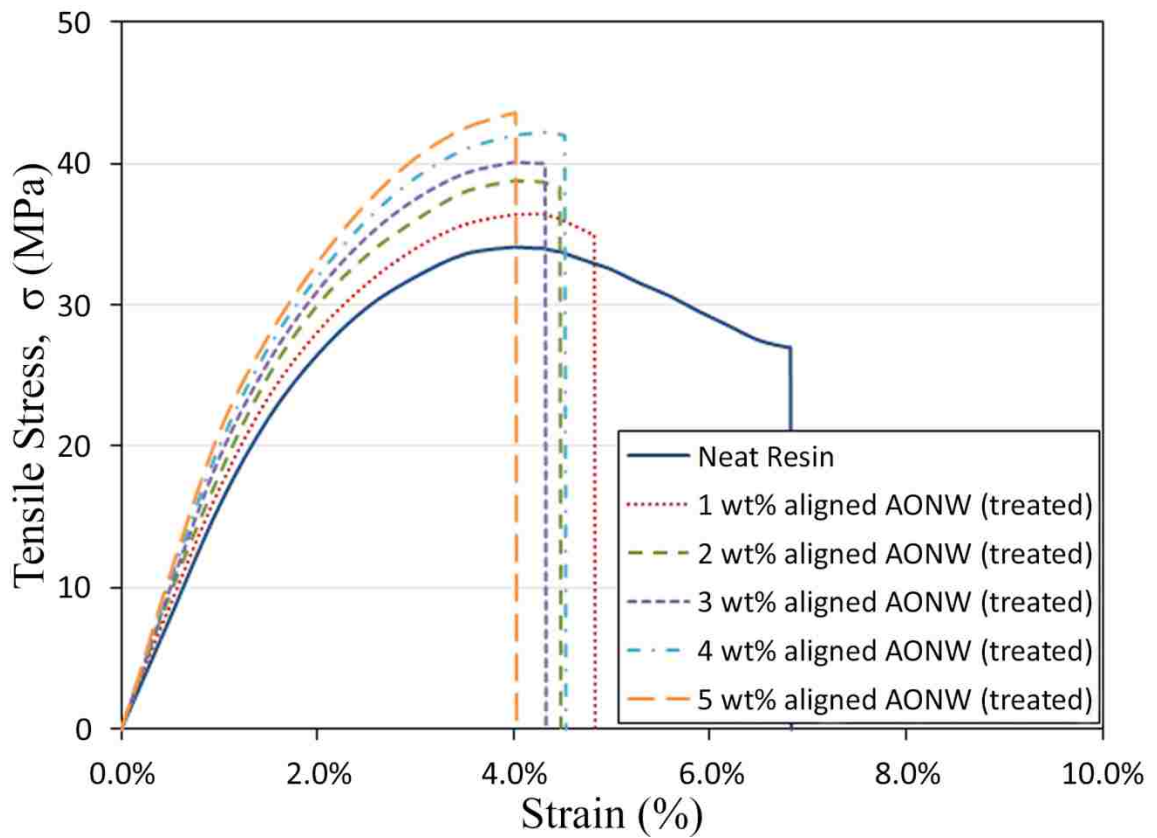 50
40
30
20
10
0
Tensile Stress, σ (MPa)
Neat Resin
1 wt% aligned AONW (treated)
2 wt% aligned AONW (treated)
3 wt% aligned AONW (treated)
4 wt% aligned AONW (treated)
5 wt% aligned AONW (treated)
0.0% 2.0% 4.0% 6.0% 8.0% 10.0%
Strain (%)